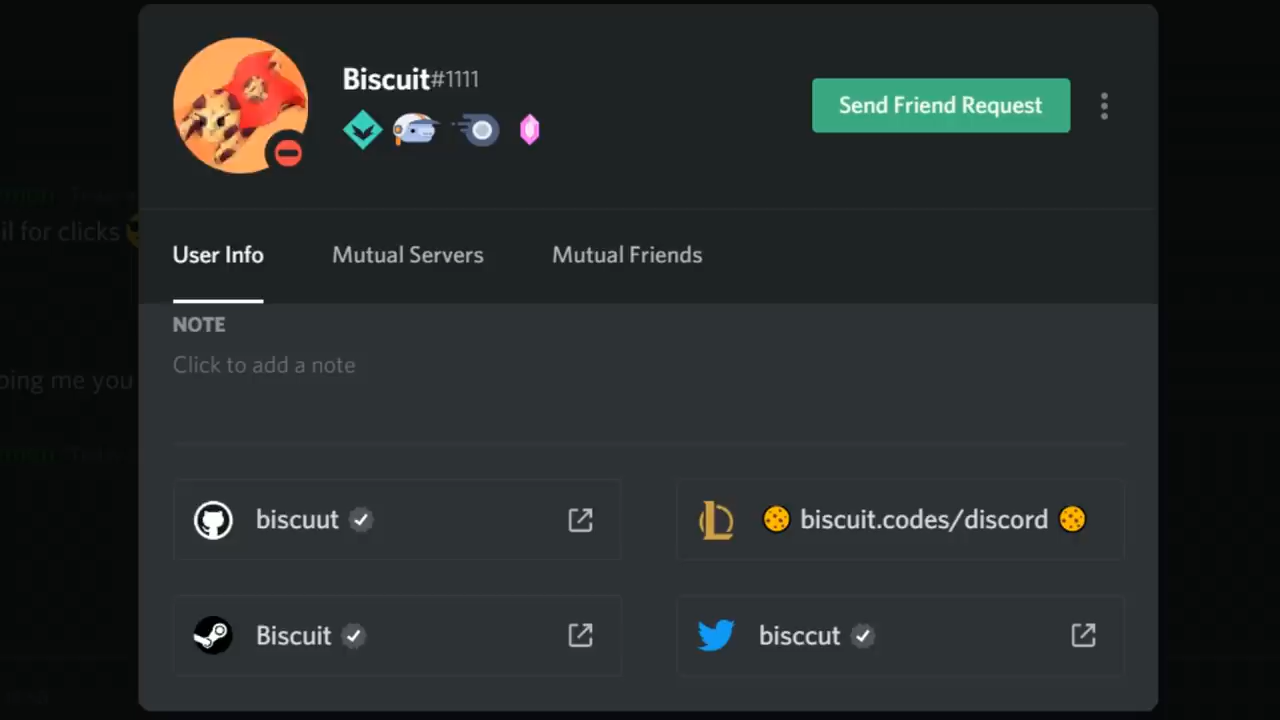 Biscuit#1111
Send Friend Request
il for clicks
User Info Mutual Servers Mutual Friends
NOTE
Click to add a note
oing me you
biscuut
biscuit.codes/discord
Biscuit
bisccut